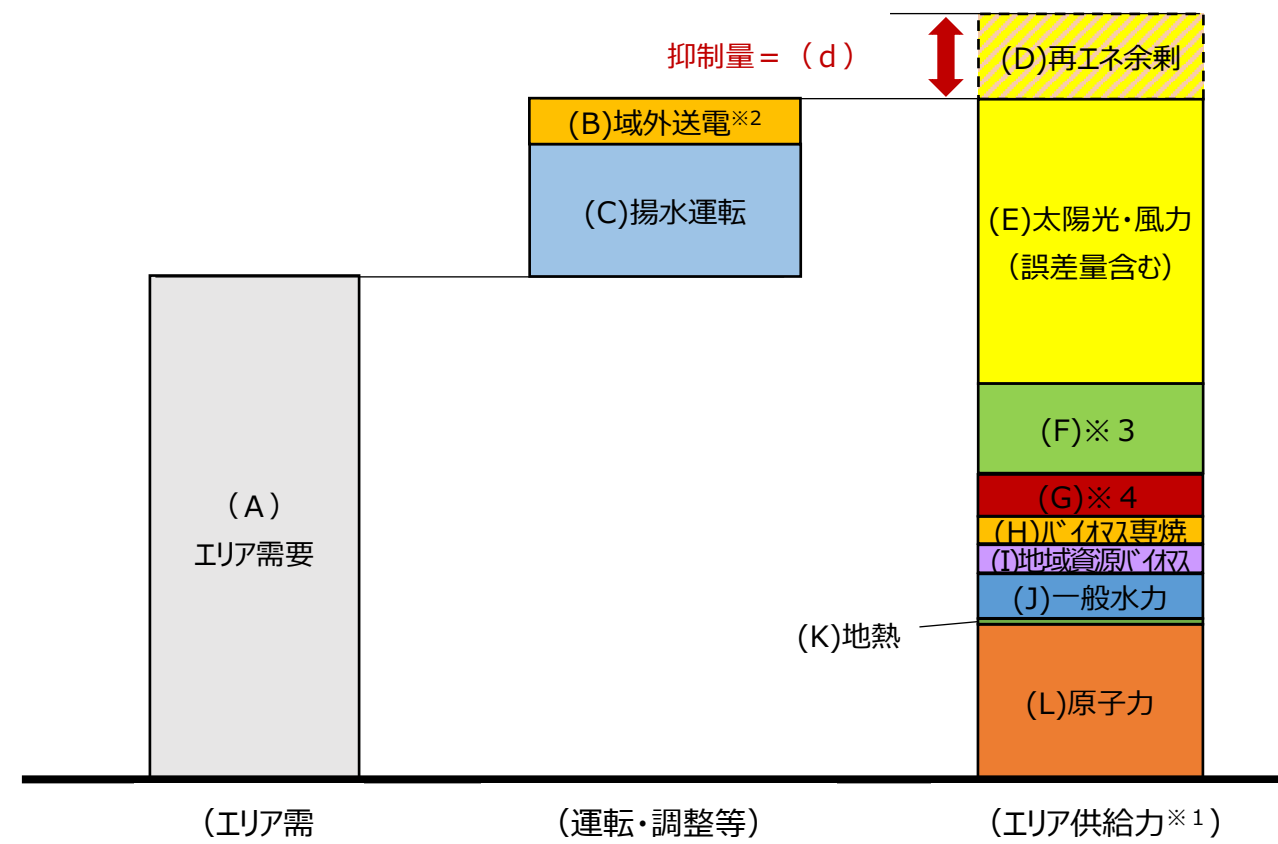 抑制量=（d）
(D)再エネ余剰
(B)域外送電※2
(C)揚水運転
(E)太陽光・風力
（誤差量含む）
(F)※３
(G)※４
(H)バイオマス専焼
(I)地域資源バイオマス
(J)一般水力
(K)地熱
(L)原子力
（A）
エリア需要
（エリア需
（運転・調整等）
（エリア供給力※１）